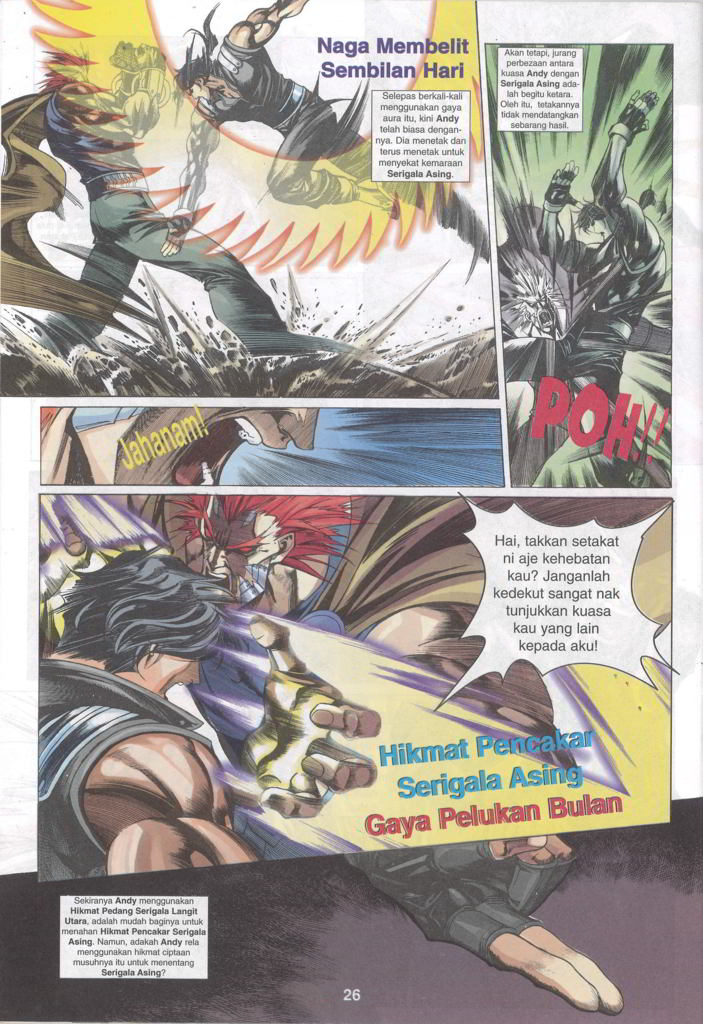 Naga Membelit
Sembilan Hari
Selepas berkali-kali
menggunakan gaya
aura itu, kini Andy
telah biasa dengan-
nya. Dia menetak dan
terus menetak untuk
menyekat kemaraan
Serigala Asing.
Akan tetapi, jurang
perbezaan antara
kuasa Andy dengan
Serigala Asing ada-
lah begitu ketara.
Oleh itu, tetakannya
tidak mendatangkan
sebarang hasil.
POH!!
Jahanam!
Hai, takkan setakat
ni aje kehebatan
kau? Janganlah
kedekut sangat nak
tunjukkan kuasa
kau yang lain
kepada aku!
Hikmat Pencakar
Serigala Asing
Gaya Pelukan Bulan
Sekiranya Andy menggunakan
Hikmat Pedang Serigala Langit
Utara, adalah mudah baginya untuk
menahan Hikmat Pencakar Serigala
Asing. Namun, adakah Andy rela
menggunakan hikmat ciptaan
musuhnya itu untuk menentang
Serigala Asing?
26